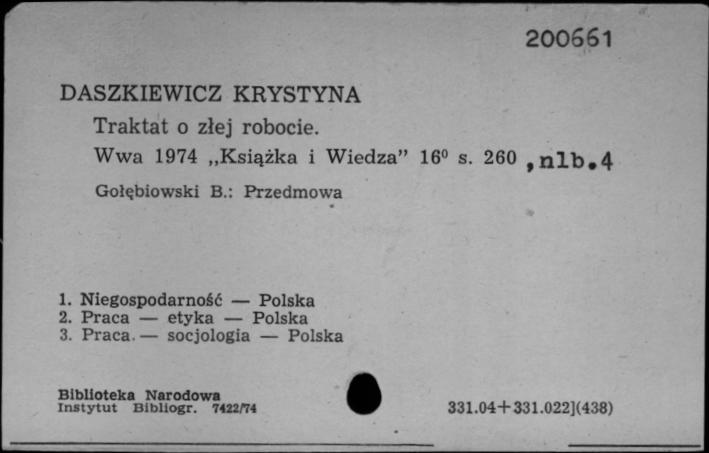 200661
DASZKIEWICZ KRYSTYNA
Traktat o złej robocie.
Wwa 1974 „Książka i Wiedza” 16⁰ s. 260 , nlb. 4
Gołębiowski B.: Przedmowa
1. Niegospodarność — Polska
2. Praca — etyka — Polska
3. Praca — socjologia — Polska
Biblioteka Narodowa
Instytut Bibliogr. 7422/74
331.04+331.022](438)